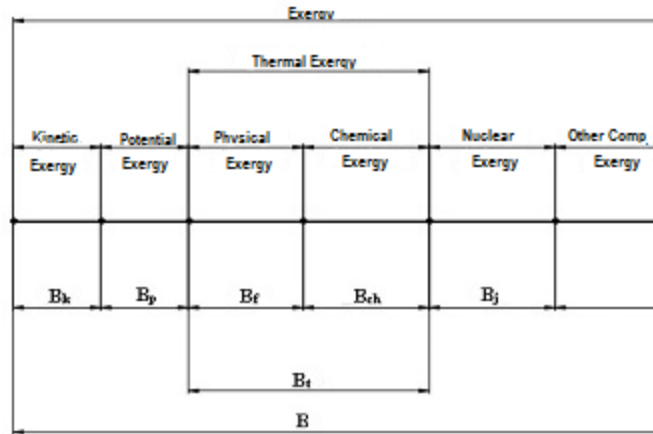 Exergy
Thermal Exergy
Kinetic Potential Physical Chemical Nuclear Other Comp.
Exergy Exergy Exergy Exergy Exergy Exergy
Bk Bp Bf Bch Bj
Bt
B